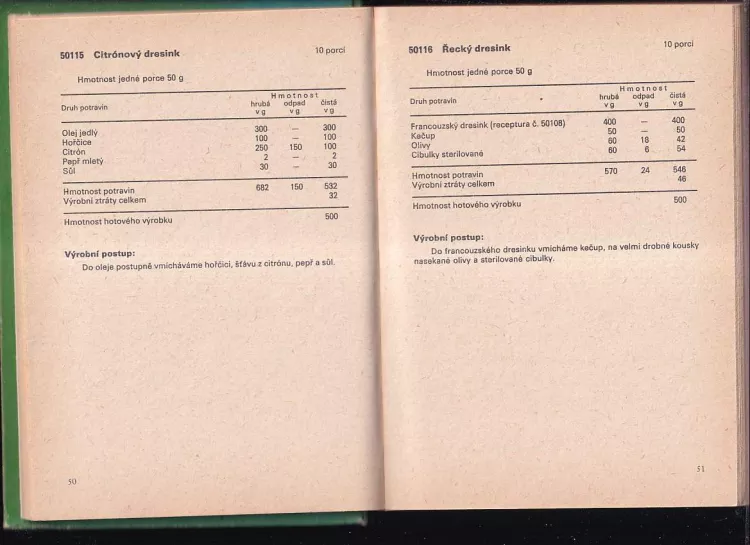 50115 Citrónový dresink 10 porcí
Hmotnost jedné porce 50 g
Hmotnost
Druh potravin hrubá odpad čistá
v g v g v g
Olej jedlý 300 — 300
Hořčice 100 — 100
Citrón 250 150 100
Pepř mletý 2 — 2
Sůl 30 — 30
Hmotnost potravin 682 150 532
Výrobní ztráty celkem 32
Hmotnost hotového výrobku 500
Výrobní postup:
Do oleje postupně vmícháváme hořčici, šťávu z citrónu, pepř a sůl.
50
50116 Řecký dresink 10 porcí
Hmotnost jedné porce 50 g
Hmotnost
Druh potravin hrubá odpad čistá
v g v g v g
Francouzský dresink (receptura č. 50108) 400 — 400
Kečup 50 — 50
Olivy 60 18 42
Cibulky sterilované 60 6 54
Hmotnost potravin 570 24 546
Výrobní ztráty celkem 46
Hmotnost hotového výrobku 500
Výrobní postup:
Do francouzského dresinku vmícháme kečup, na velmi drobné kousky
nasekané olivy a sterilované cibulky.
51